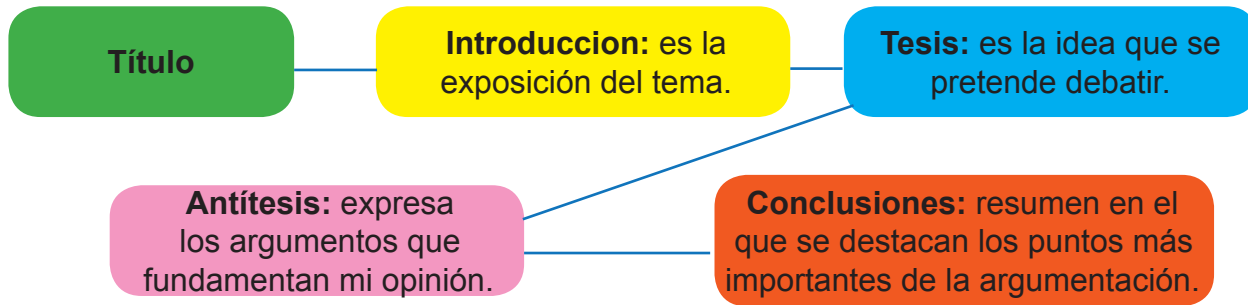 Título
Introduccion: es la
exposición del tema.
Tesis: es la idea que se
pretende debatir.
Antítesis: expresa
los argumentos que
fundamentan mi opinión.
Conclusiones: resumen en el
que se destacan los puntos más
importantes de la argumentación.